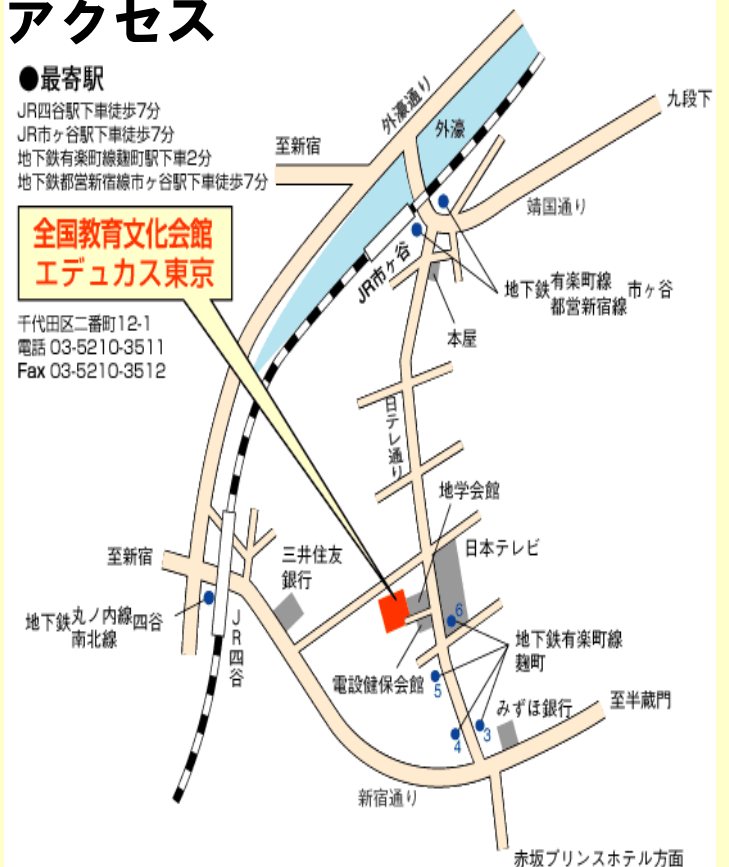 アクセス
●最寄駅
JR四谷駅下車徒歩7分
JR市ヶ谷駅下車徒歩7分
地下鉄有楽町線麹町駅下車2分
地下鉄都営新宿線市ヶ谷駅下車徒歩7分
全国教育文化会館
エデュカス東京
千代田区二番町12-1
電話 03-5210-3511
Fax 03-5210-3512
外濠通り
外濠
九段下
至新宿
靖国通り
JR市ヶ谷
地下鉄 有楽町線 市ヶ谷
都営新宿線
本屋
日テレ通り
地学会館
日本テレビ
至新宿
三井住友
銀行
地下鉄 丸ノ内線 四谷
南北線
JR四谷
6
地下鉄有楽町線
麹町
電設健保会館
5
みずほ銀行
至半蔵門
3
4
新宿通り
赤坂プリンスホテル方面